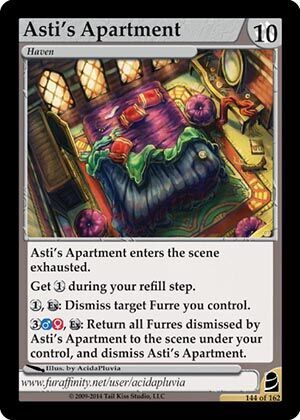 Asti's Apartment 10
Haven
Asti's Apartment enters the scene
exhausted.
Get 1 during your refill step.
1, : Dismiss target Furre you control.
3♂♀, : Return all Furres dismissed by
Asti's Apartment to the scene under your
control, and dismiss Asti's Apartment.
Illus. by AcidaPluvia
www.furaffinity.net/user/acidapluvia
144 of 162
© 2009-2014 Tail Kiss Studio, LLC